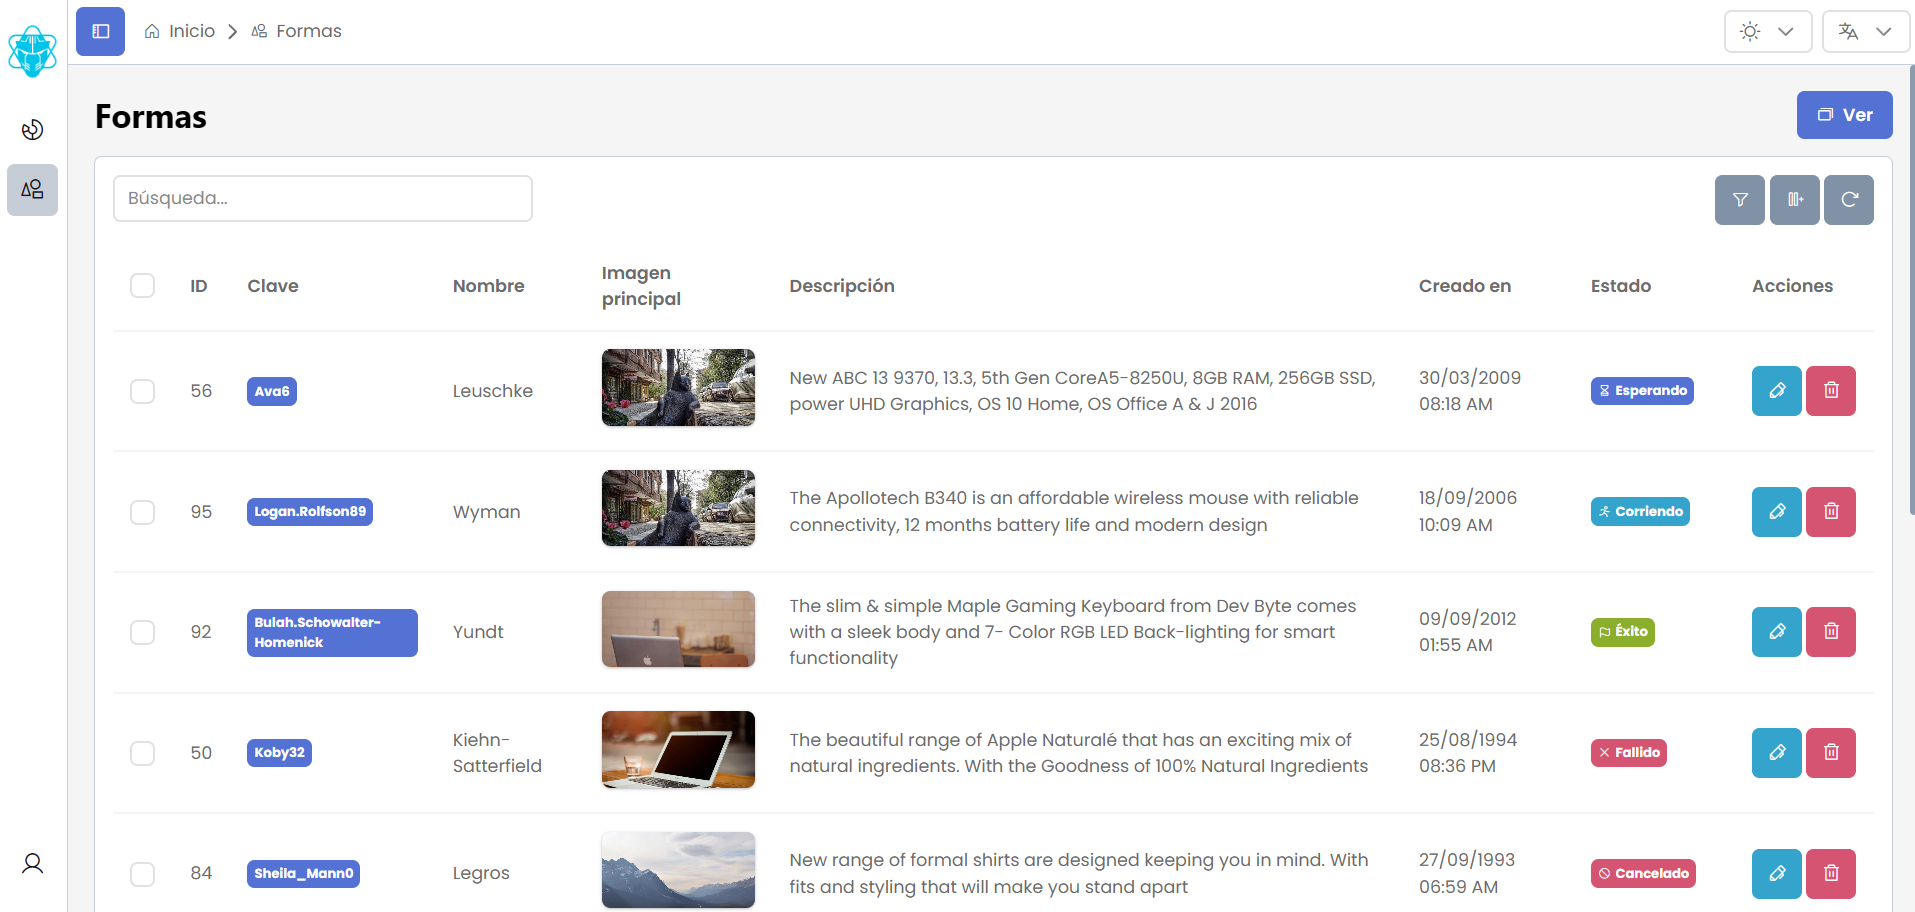 Inicio
Formas
Formas
Ver
Búsqueda...
ID
Clave
Nombre
Imagen
principal
Descripción
Creado en
Estado
Acciones
56
Ava6
Leuschke
New ABC 13 9370, 13.3, 5th Gen CoreA5-8250U, 8GB RAM, 256GB SSD,
power UHD Graphics, OS 10 Home, OS Office A & J 2016
30/03/2009
08:18 AM
Esperando
95
Logan.Rolfson89
Wyman
The Apollotech B340 is an affordable wireless mouse with reliable
connectivity, 12 months battery life and modern design
18/09/2006
10:09 AM
Corriendo
92
Bulah.Schowalter-
Homenick
Yundt
The slim & simple Maple Gaming Keyboard from Dev Byte comes
with a sleek body and 7- Color RGB LED Back-lighting for smart
functionality
09/09/2012
01:55 AM
Éxito
50
Koby32
Kiehn-
Satterfield
The beautiful range of Apple Naturalé that has an exciting mix of
natural ingredients. With the Goodness of 100% Natural Ingredients
25/08/1994
08:36 PM
Fallido
84
Sheila_Mann0
Legros
New range of formal shirts are designed keeping you in mind. With
fits and styling that will make you stand apart
27/09/1993
06:59 AM
Cancelado